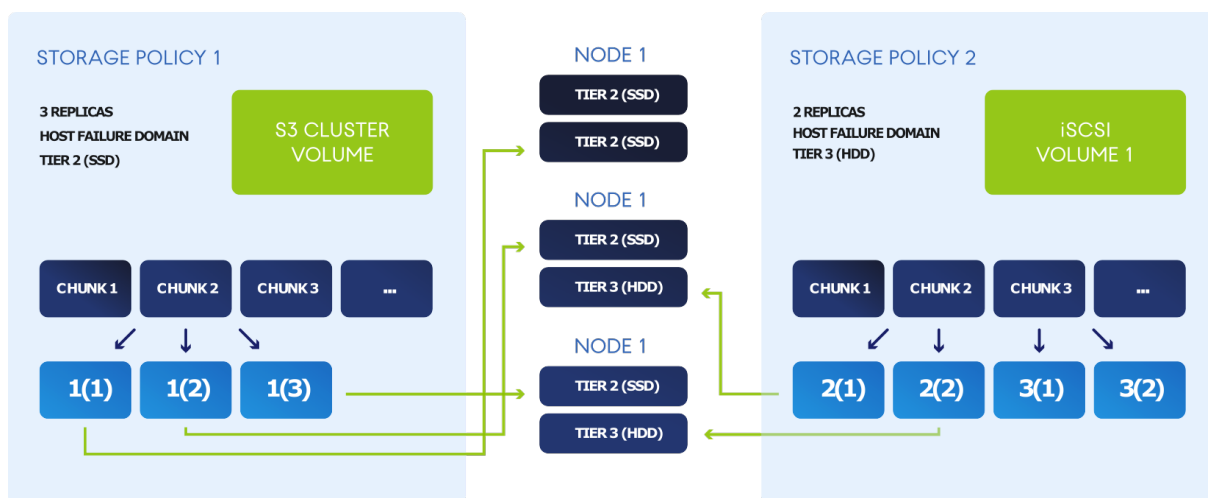 STORAGE POLICY 1
3 REPLICAS
HOST FAILURE DOMAIN
TIER 2 (SSD)
S3 CLUSTER
VOLUME
CHUNK 1
CHUNK 2
CHUNK 3
...
1(1)
1(2)
1(3)
NODE 1
TIER 2 (SSD)
TIER 2 (SSD)
NODE 1
TIER 2 (SSD)
TIER 3 (HDD)
NODE 1
TIER 2 (SSD)
TIER 3 (HDD)
STORAGE POLICY 2
2 REPLICAS
HOST FAILURE DOMAIN
TIER 3 (HDD)
iSCSI
VOLUME 1
CHUNK 1
CHUNK 2
CHUNK 3
...
2(1)
2(2)
3(1)
3(2)